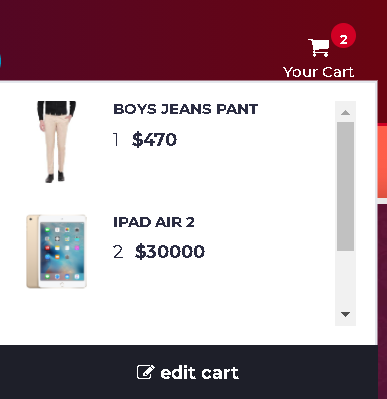 2
Your Cart
BOYS JEANS PANT
1 $470
IPAD AIR 2
2 $30000
edit cart